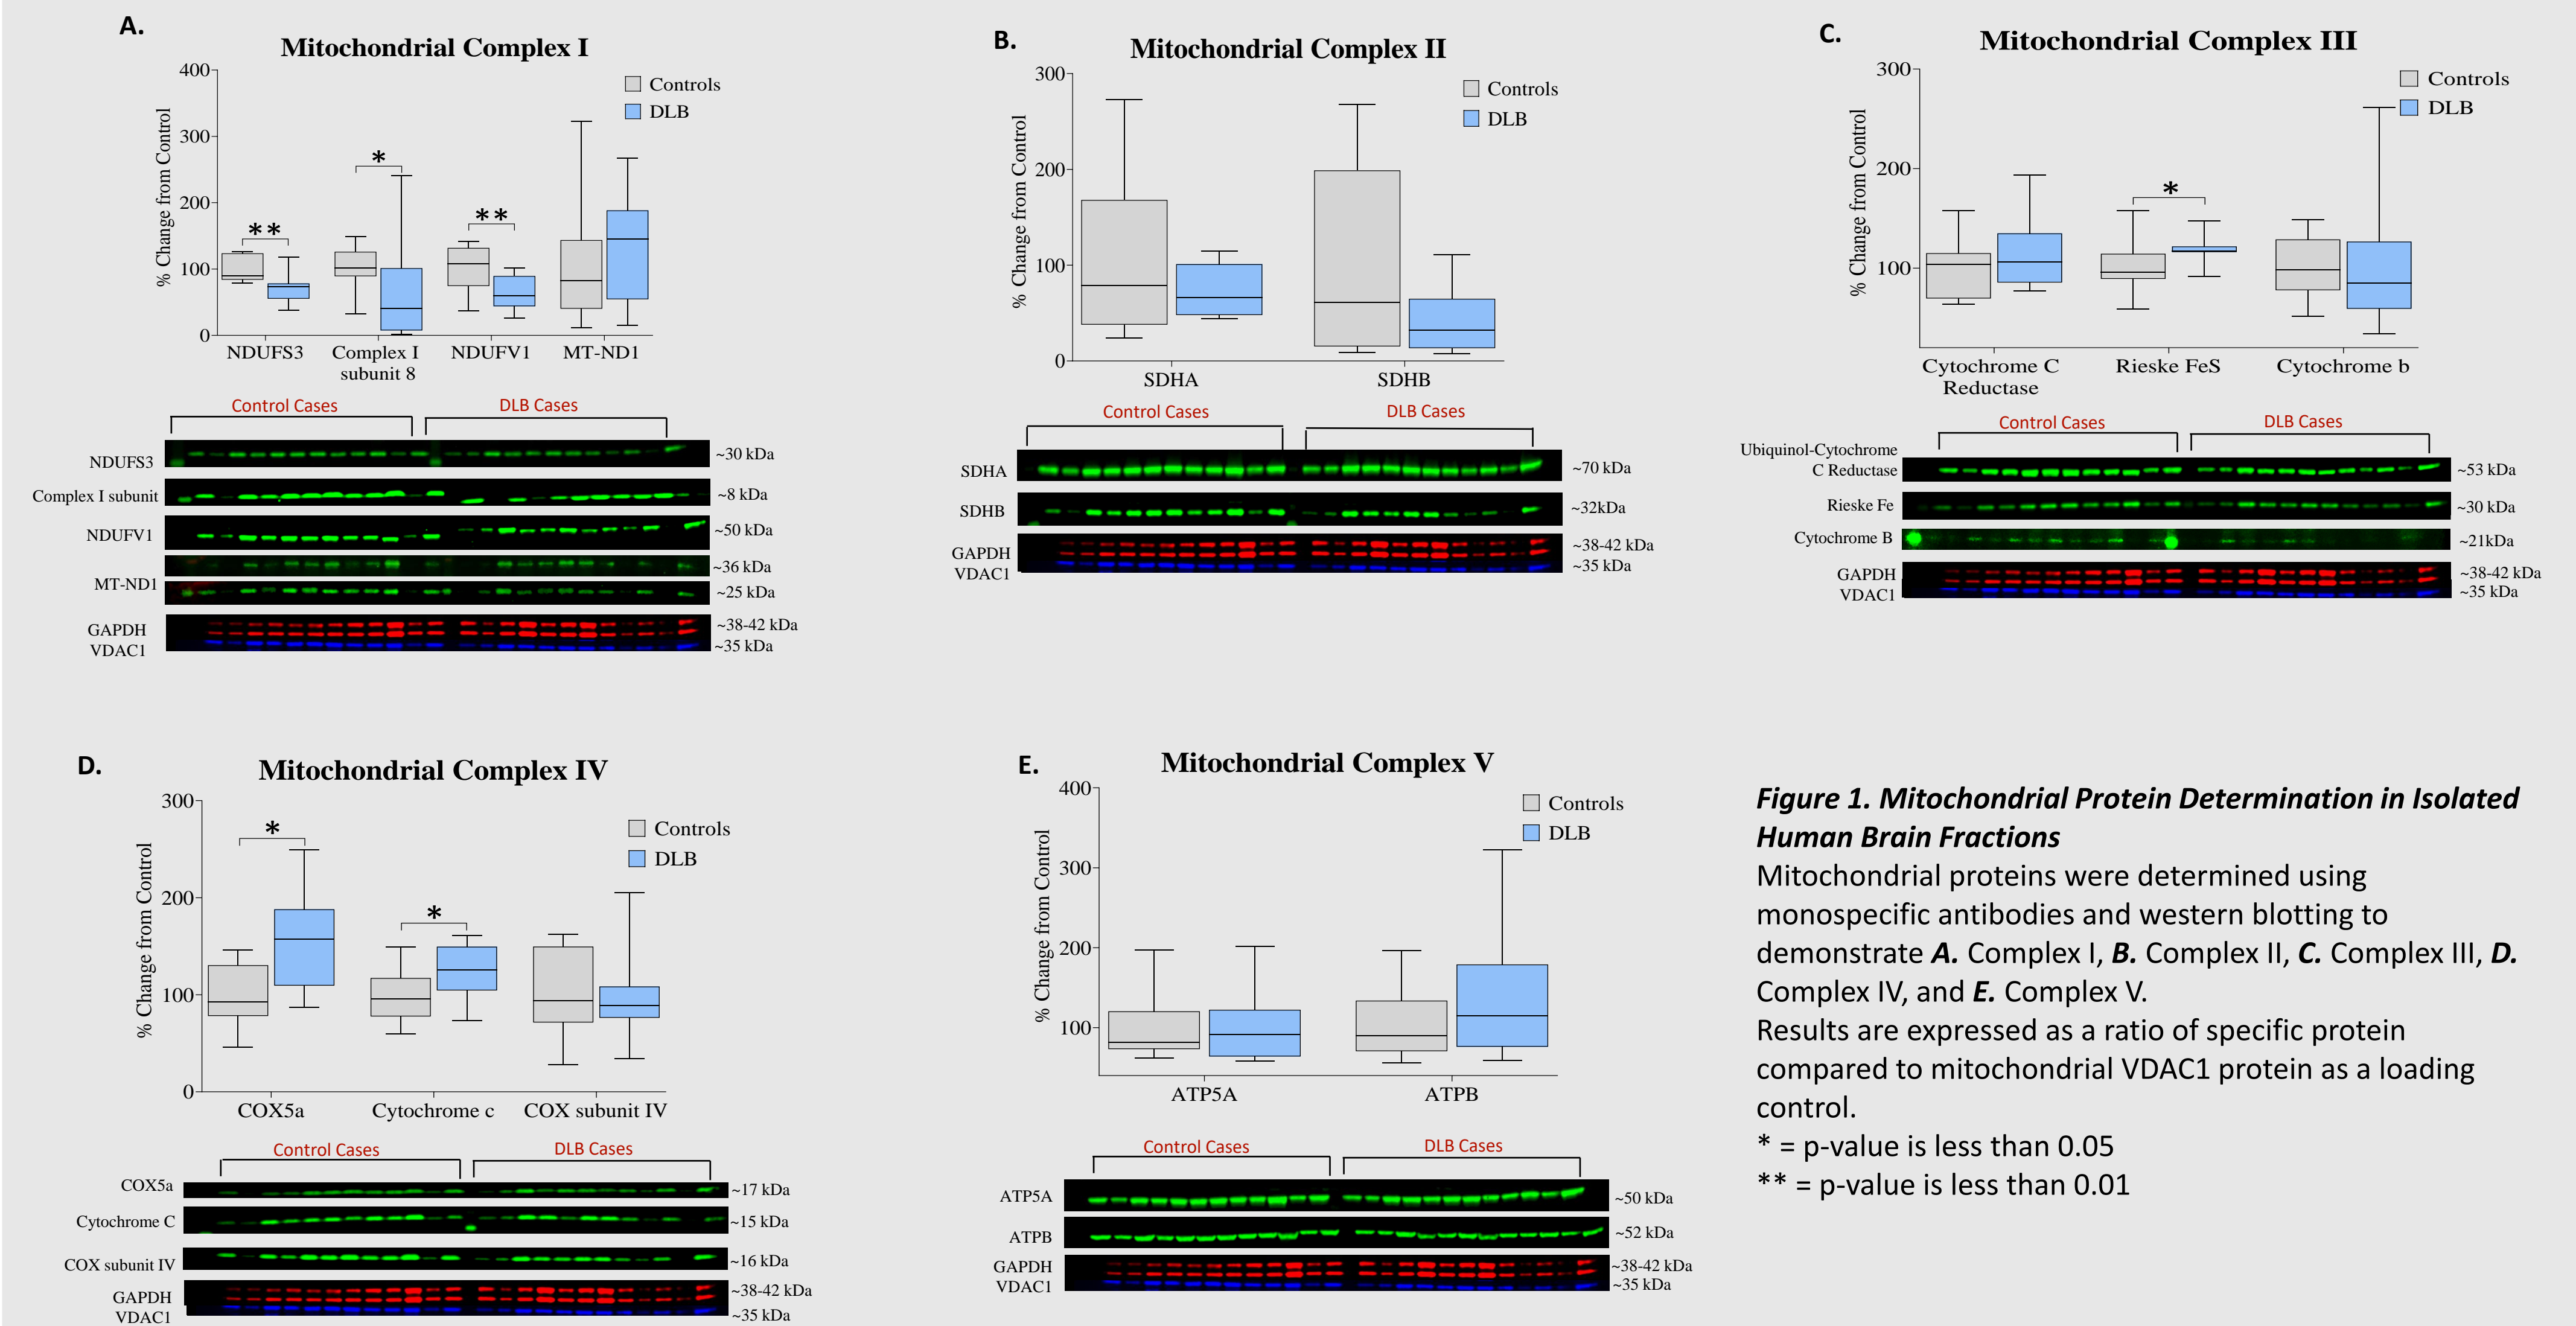 A.
Mitochondrial Complex I
% Change from Control
400
300
200
100
0
Controls
DLB
**
*
**
NDUFS3
Complex I
subunit 8
NDUFV1
MT-ND1
Control Cases
DLB Cases
NDUFS3
~30 kDa
Complex I subunit
~8 kDa
NDUFV1
~50 kDa
MT-ND1
~36 kDa
~25 kDa
GAPDH
~38-42 kDa
VDAC1
~35 kDa
B.
Mitochondrial Complex II
% Change from Control
300
200
100
0
Controls
DLB
SDHA
SDHB
Control Cases
DLB Cases
SDHA
~70 kDa
SDHB
~32kDa
GAPDH
~38-42 kDa
VDAC1
~35 kDa
C.
Mitochondrial Complex III
% Change from Control
300
200
100
Controls
DLB
*
Cytochrome C
Reductase
Rieske FeS
Cytochrome b
Control Cases
DLB Cases
Ubiquinol-Cytochrome
C Reductase
~53 kDa
Rieske Fe
~30 kDa
Cytochrome B
~21kDa
GAPDH
~38-42 kDa
VDAC1
~35 kDa
D.
Mitochondrial Complex IV
% Change from Control
300
200
100
0
Controls
DLB
*
*
COX5a
Cytochrome c
COX subunit IV
Control Cases
DLB Cases
COX5a
~17 kDa
Cytochrome C
~15 kDa
COX subunit IV
~16 kDa
GAPDH
~38-42 kDa
VDAC1
~35 kDa
E.
Mitochondrial Complex V
% Change from Control
400
300
200
100
Controls
DLB
ATP5A
ATPB
Control Cases
DLB Cases
ATP5A
~50 kDa
ATPB
~52 kDa
GAPDH
~38-42 kDa
VDAC1
~35 kDa
Figure 1. Mitochondrial Protein Determination in Isolated
Human Brain Fractions
Mitochondrial proteins were determined using
monospecific antibodies and western blotting to
demonstrate A. Complex I, B. Complex II, C. Complex III, D.
Complex IV, and E. Complex V.
Results are expressed as a ratio of specific protein
compared to mitochondrial VDAC1 protein as a loading
control.
* = p-value is less than 0.05
** = p-value is less than 0.01